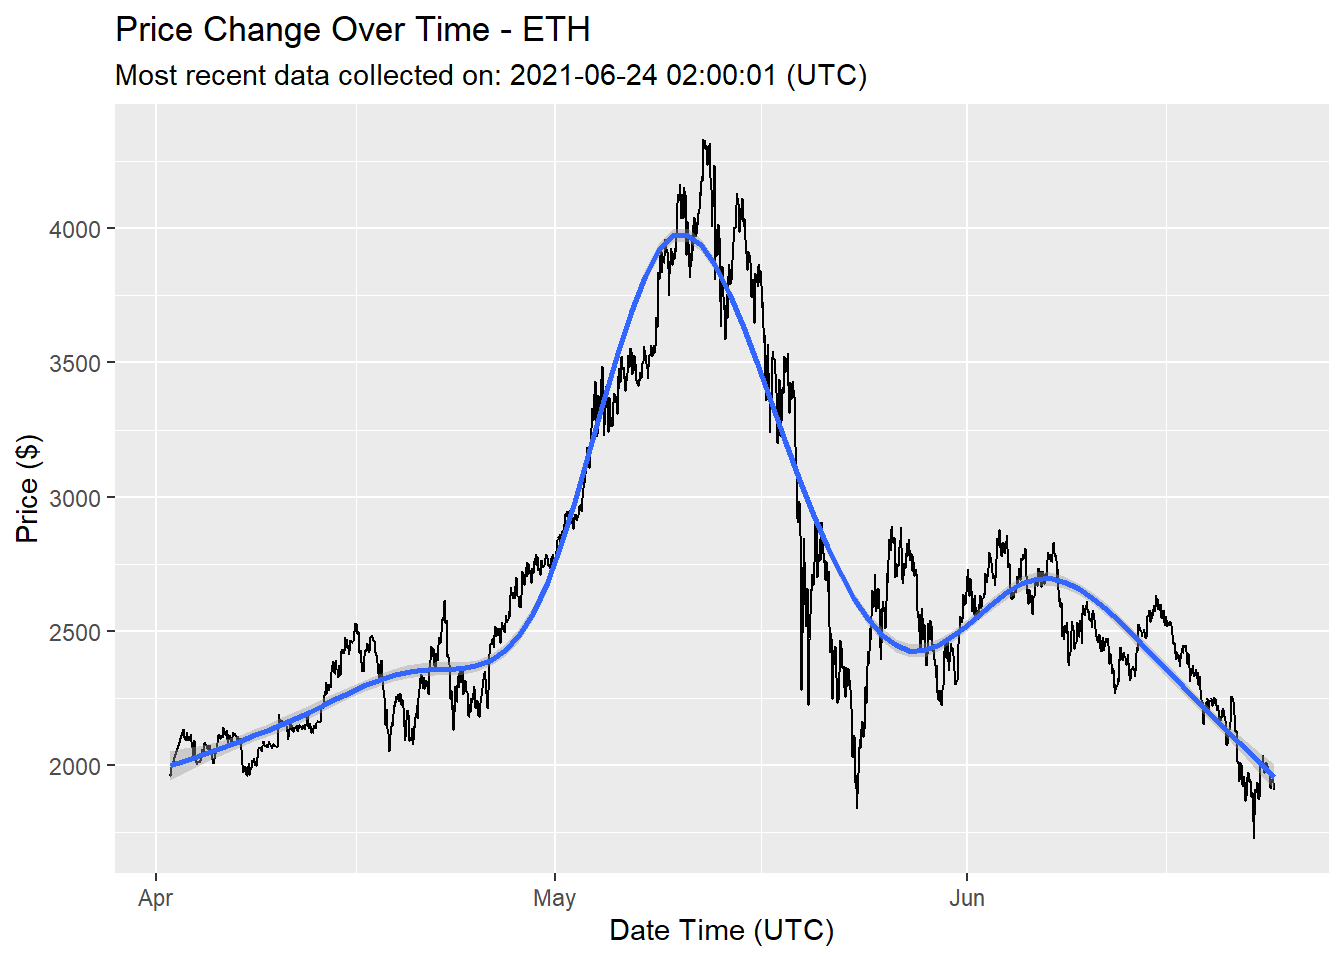 Price Change Over Time - ETH
Most recent data collected on: 2021-06-24 02:00:01 (UTC)
4000
3500
3000
2500
2000
Price ($)
Apr
May
Jun
Date Time (UTC)